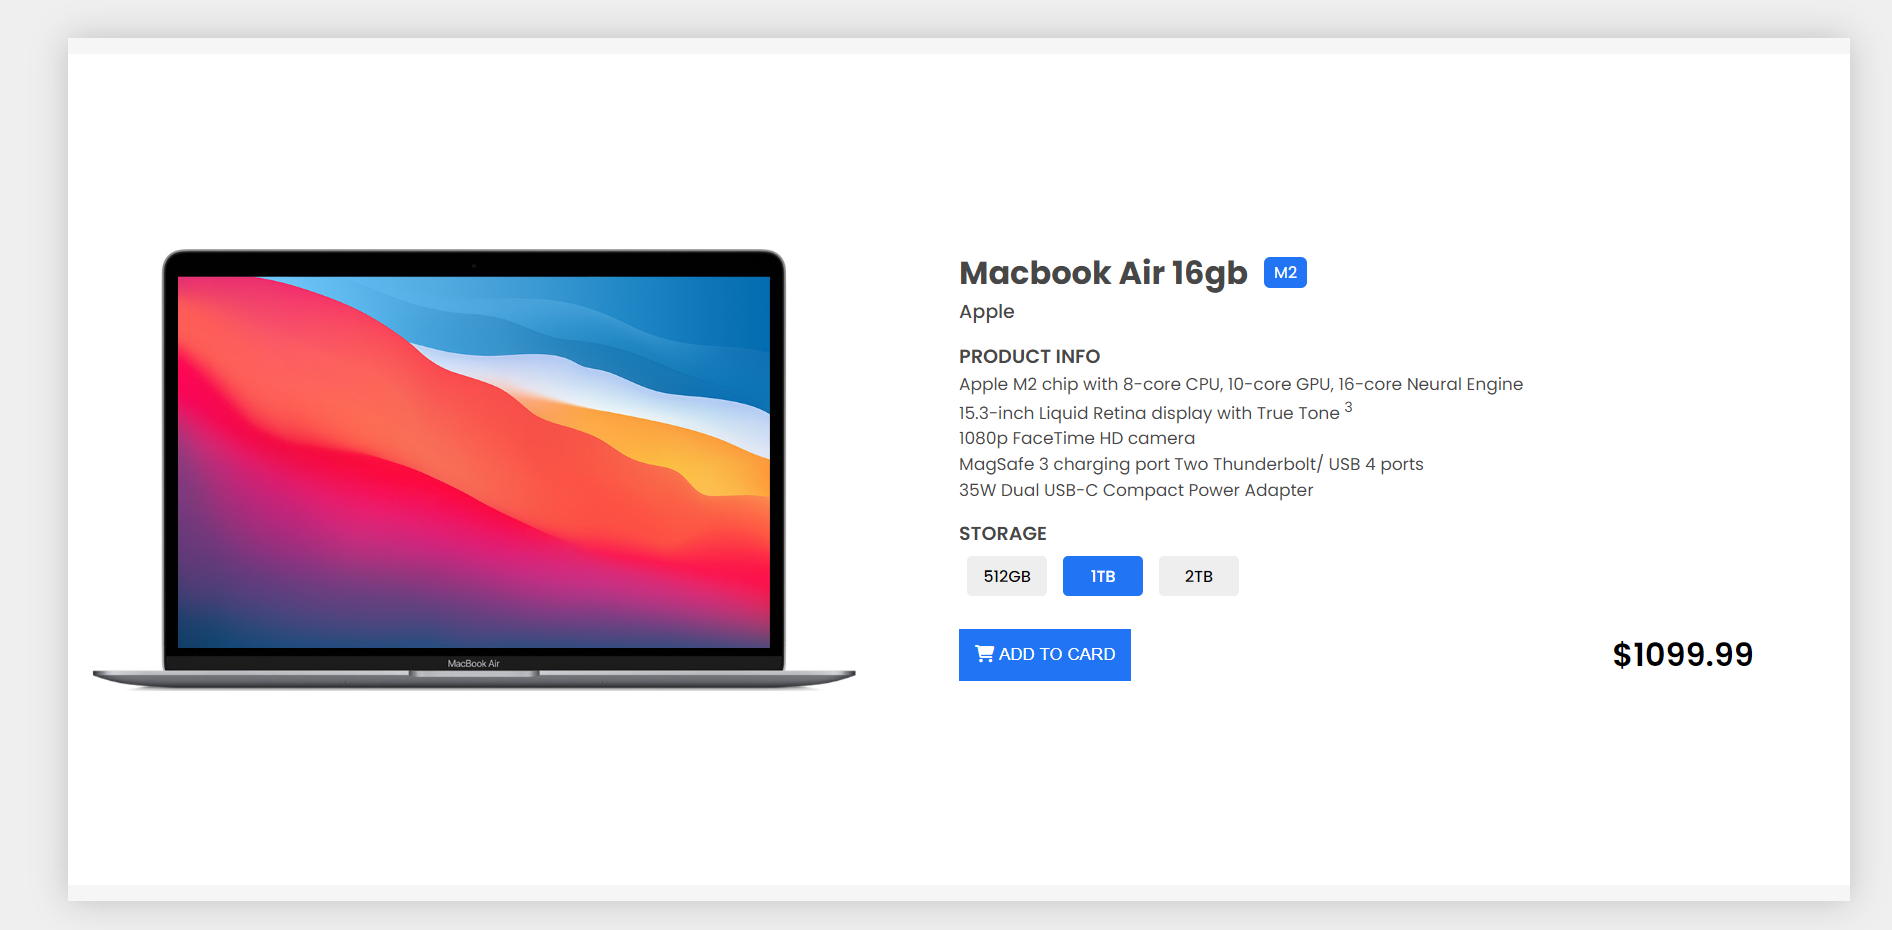 MacBook Air
Macbook Air 16gb M2
Apple
PRODUCT INFO
Apple M2 chip with 8-core CPU, 10-core GPU, 16-core Neural Engine
15.3-inch Liquid Retina display with True Tone 3
1080p FaceTime HD camera
MagSafe 3 charging port Two Thunderbolt/ USB 4 ports
35W Dual USB-C Compact Power Adapter
STORAGE
512GB 1TB 2TB
ADD TO CARD $1099.99